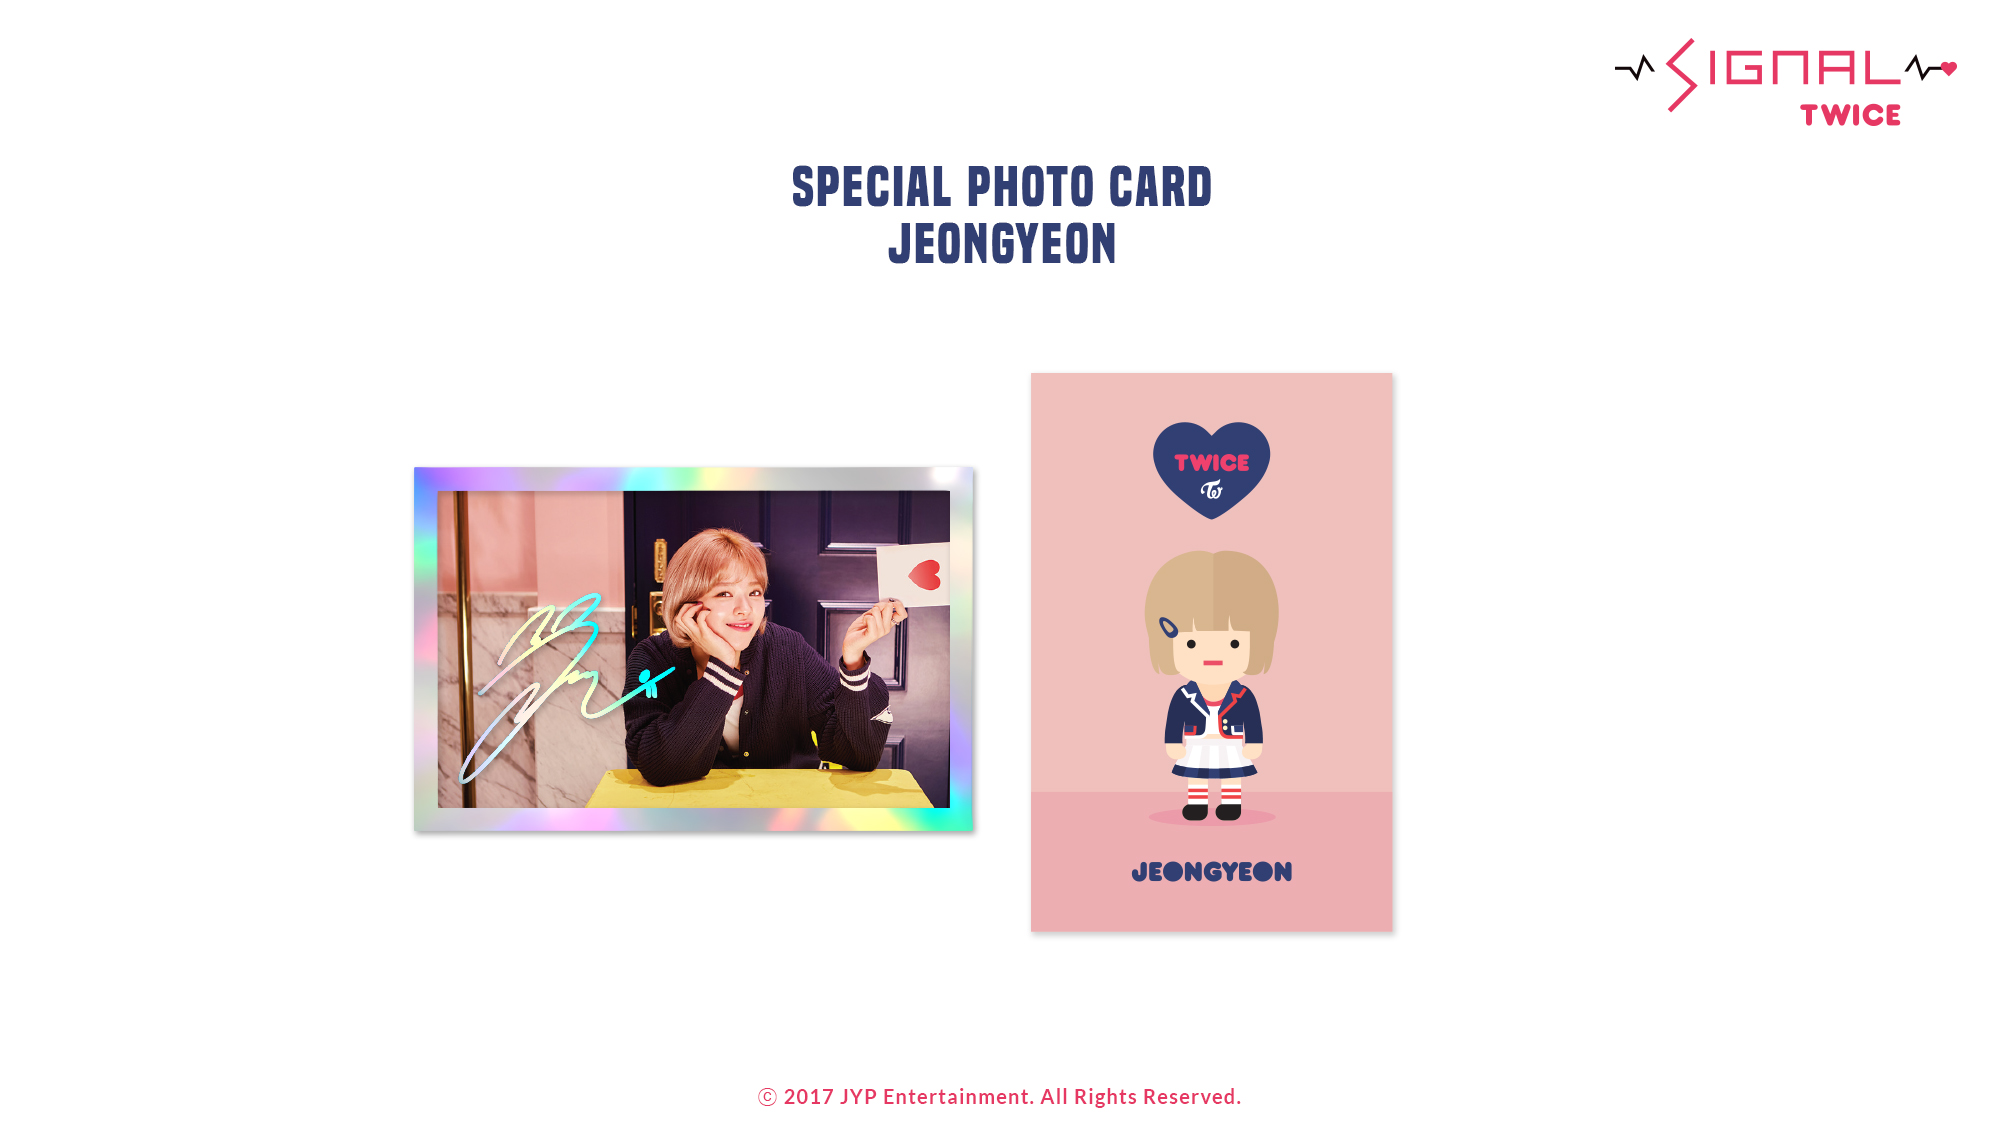 SIGNAL
TWICE
SPECIAL PHOTO CARD
JEONGYEON
TWICE
JEONGYEON
ⓒ 2017 JYP Entertainment. All Rights Reserved.